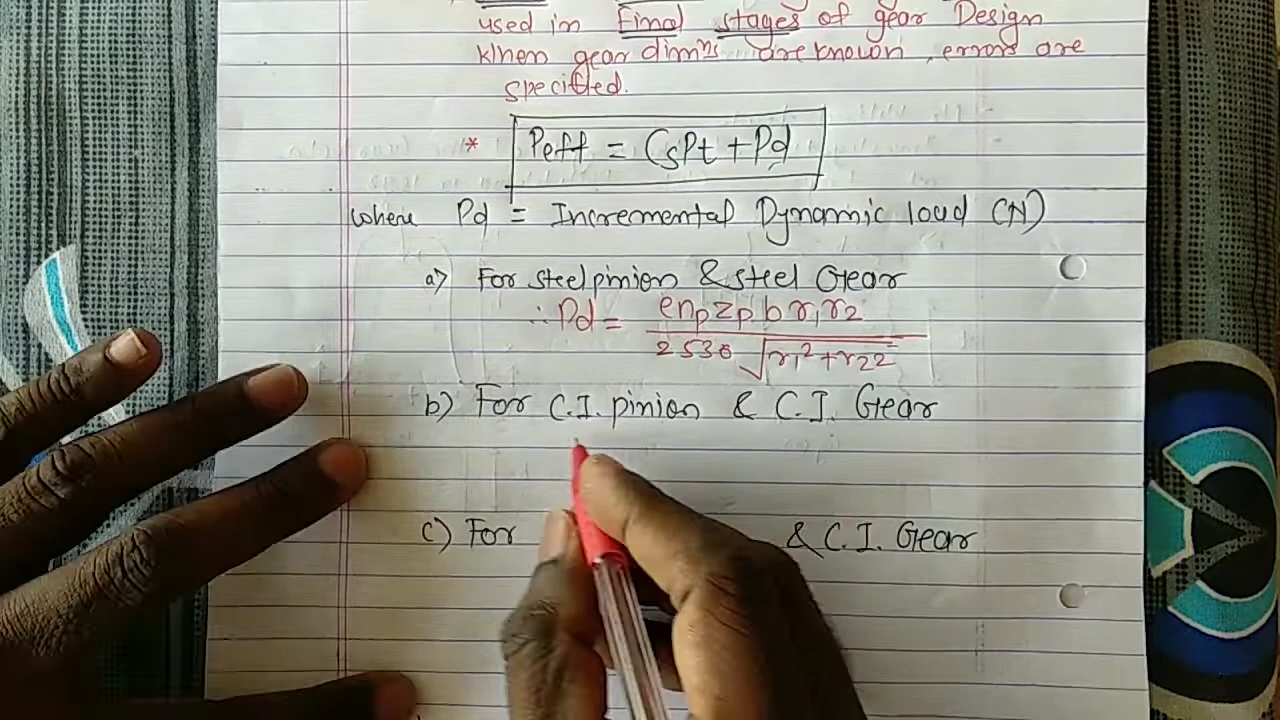 used in Final stages of gear Design
When gear dimns are known, errors are
specified.
* Peff = CsPt + Pd
where Pd = Incremental Dynamic load (N)
a) For steel pinion & steel Gear
∴ Pd = enp zp b r1 r2 / 2530 √r1² + r2²
b) For C.I. pinion & C.I. Gear
c) For & C.I. Gear